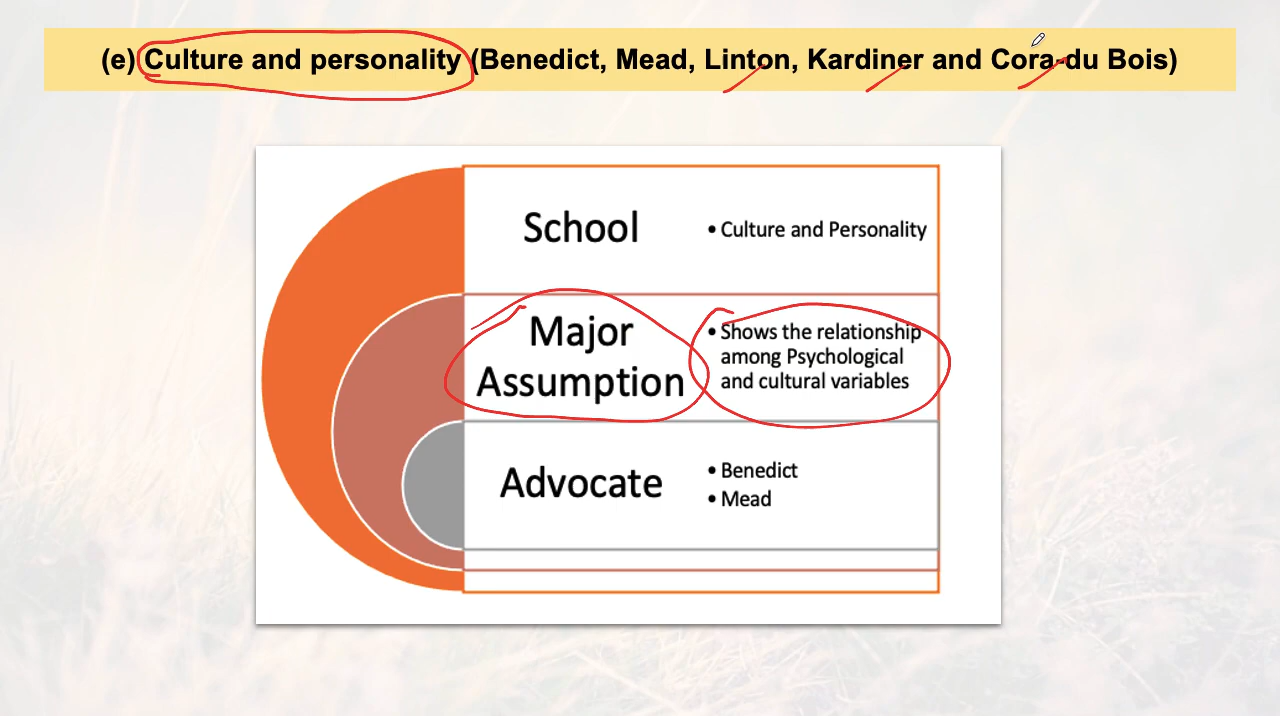 (e) Culture and personality (Benedict, Mead, Linton, Kardiner and Cora-du Bois)
School
• Culture and Personality
Major
Assumption
• Shows the relationship
among Psychological
and cultural variables
Advocate
• Benedict
• Mead